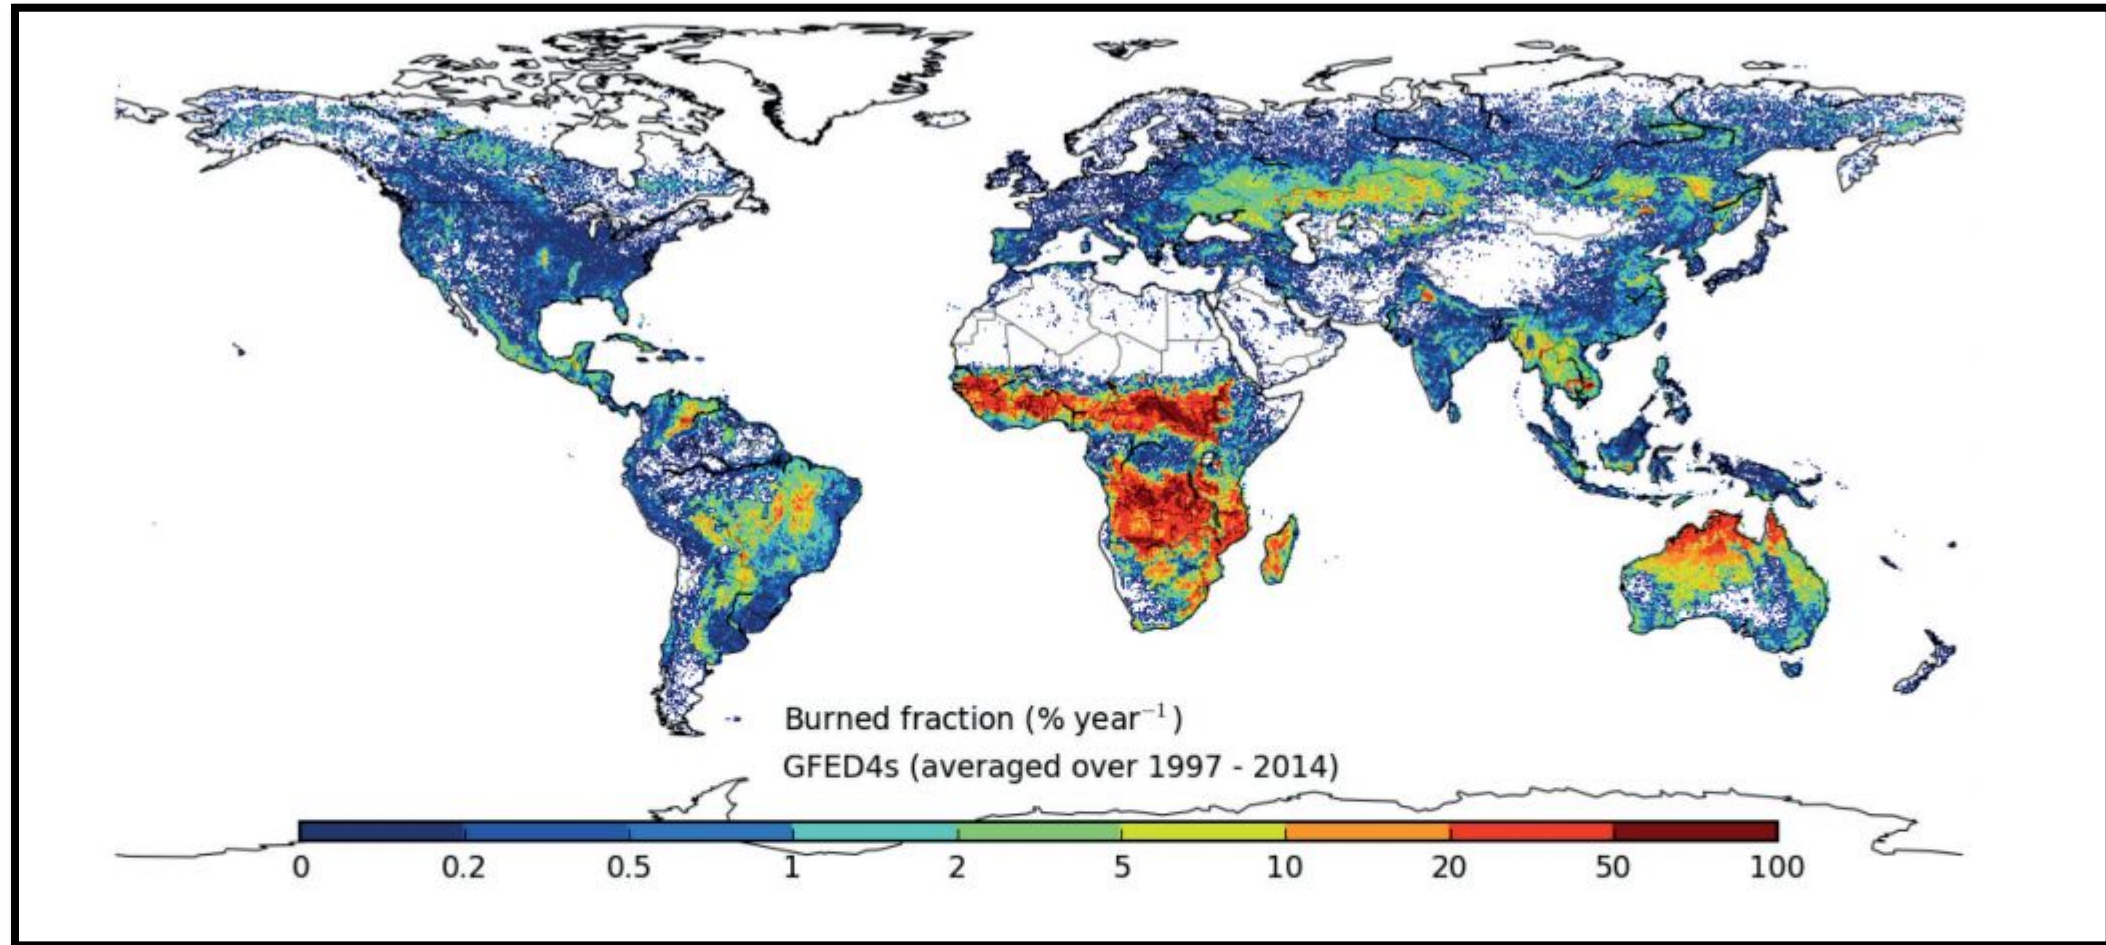 Burned fraction (% year⁻¹)
GFED4s (averaged over 1997 - 2014)
0 0.2 0.5 1 2 5 10 20 50 100